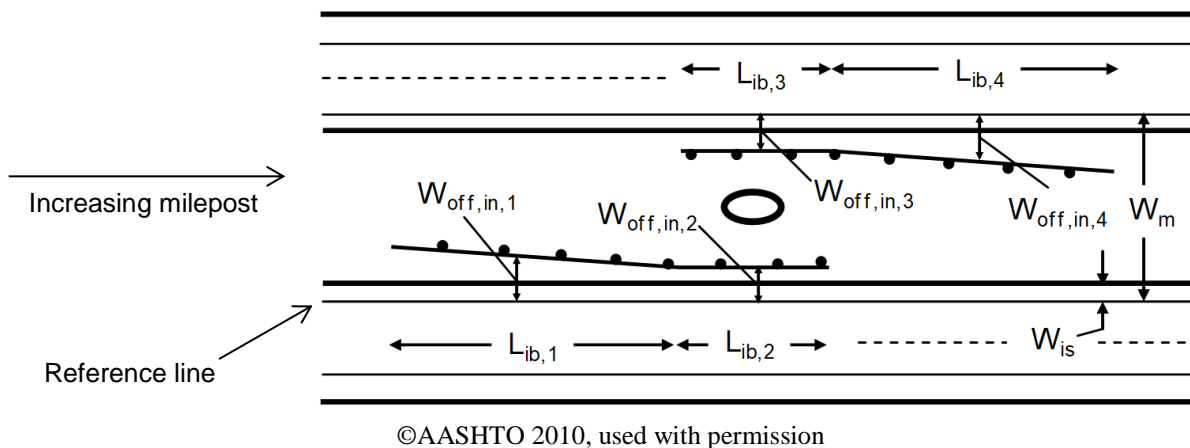 L_ib,3
L_ib,4
Increasing milepost
W_off,in,1
W_off,in,2
W_off,in,3
W_off,in,4
W_m
Reference line
L_ib,1
L_ib,2
W_is
©AASHTO 2010, used with permission